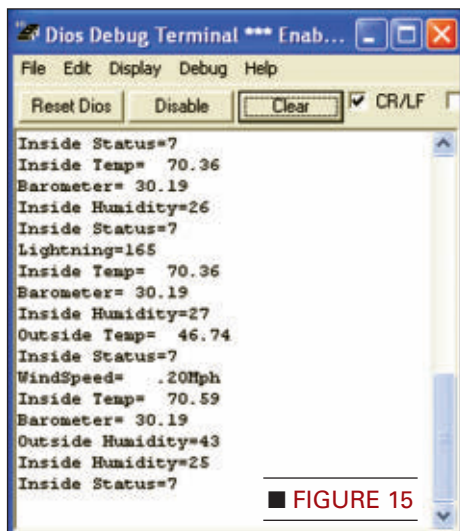 Dios Debug Terminal *** Enab...
File Edit Display Debug Help
Reset Dios Disable Clear CR/LF
Inside Status=7
Inside Temp= 70.36
Barometer= 30.19
Inside Humidity=26
Inside Status=7
Lightning=165
Inside Temp= 70.36
Barometer= 30.19
Inside Humidity=27
Outside Temp= 46.74
Inside Status=7
WindSpeed= .20Mph
Inside Temp= 70.59
Barometer= 30.19
Outside Humidity=43
Inside Humidity=25
Inside Status=7
■ FIGURE 15